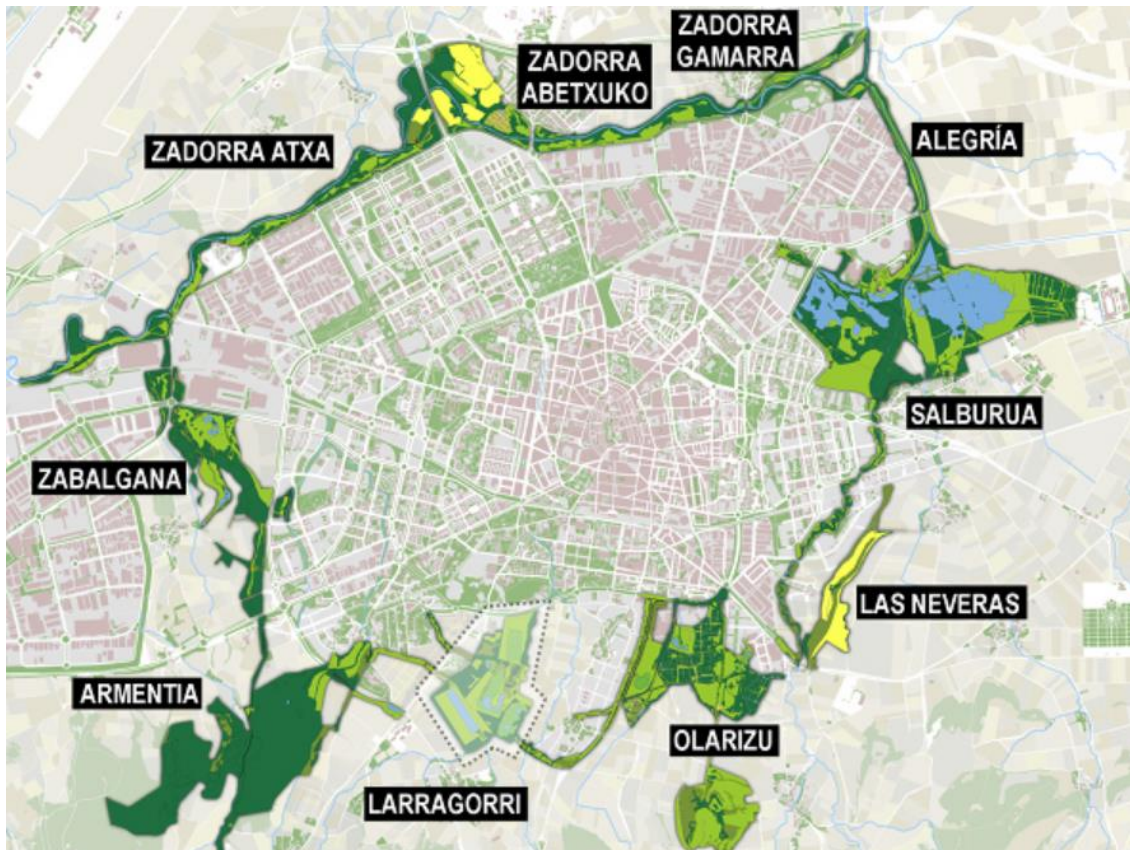 ZADORRA
GAMARRA
ZADORRA
ABETXUKO
ZADORRA ATXA
ALEGRÍA
SALBURUA
ZABALGANA
LAS NEVERAS
ARMENTIA
OLARIZU
LARRAGORRI